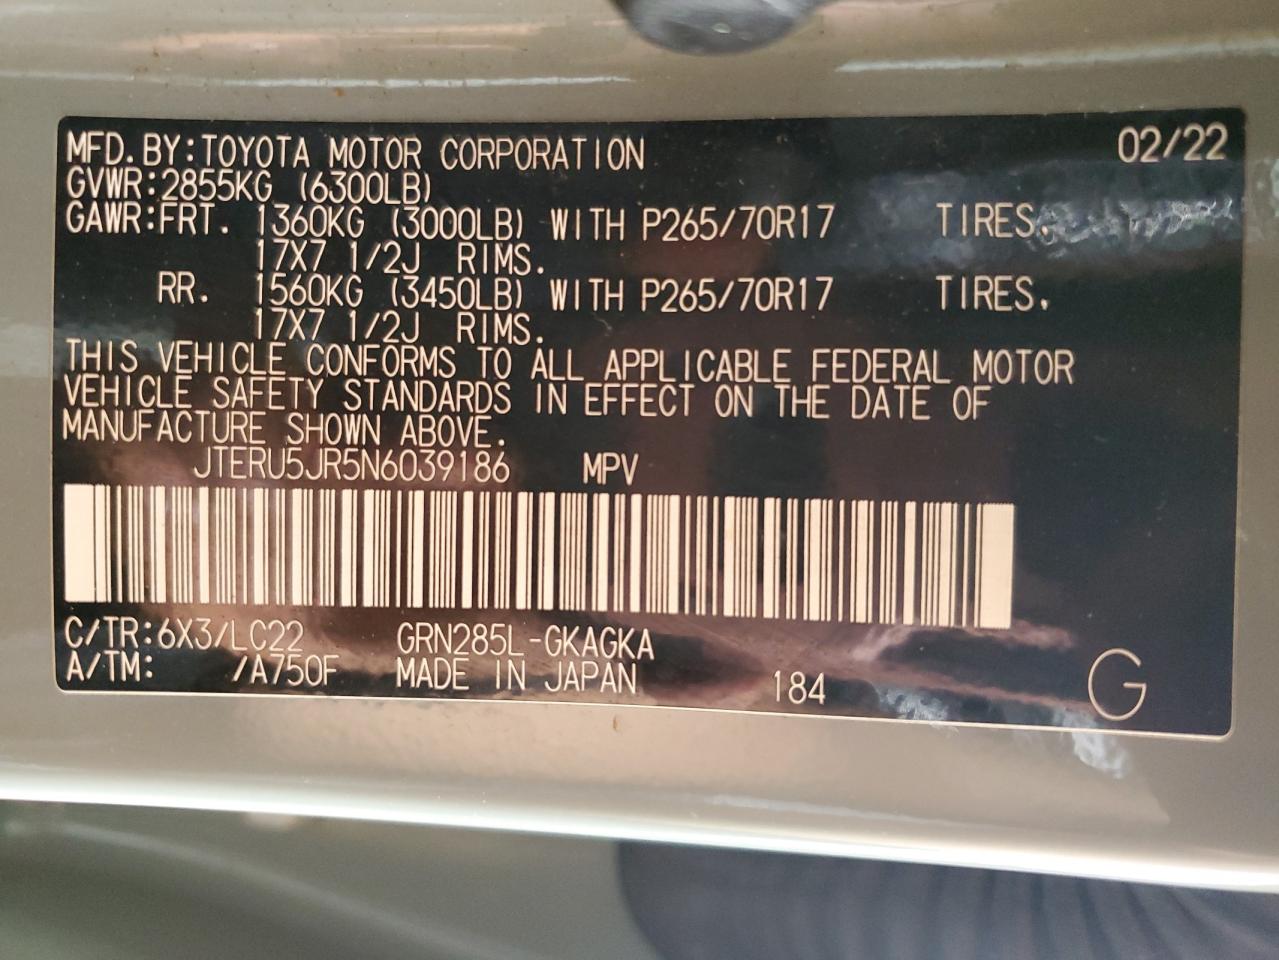 MFD.BY:TOYOTA MOTOR CORPORATION 02/22
GVWR:2855KG (6300LB)
GAWR:FRT. 1360KG (3000LB) WITH P265/70R17 TIRES.
17X7 1/2J RIMS.
RR. 1560KG (3450LB) WITH P265/70R17 TIRES.
17X7 1/2J RIMS.
THIS VEHICLE CONFORMS TO ALL APPLICABLE FEDERAL MOTOR
VEHICLE SAFETY STANDARDS IN EFFECT ON THE DATE OF
MANUFACTURE SHOWN ABOVE.
JTERU5JR5N6039186 MPV
C/TR:6X3/LC22 GRN285L-GKAGKA
A/TM: /A750F MADE IN JAPAN 184 G